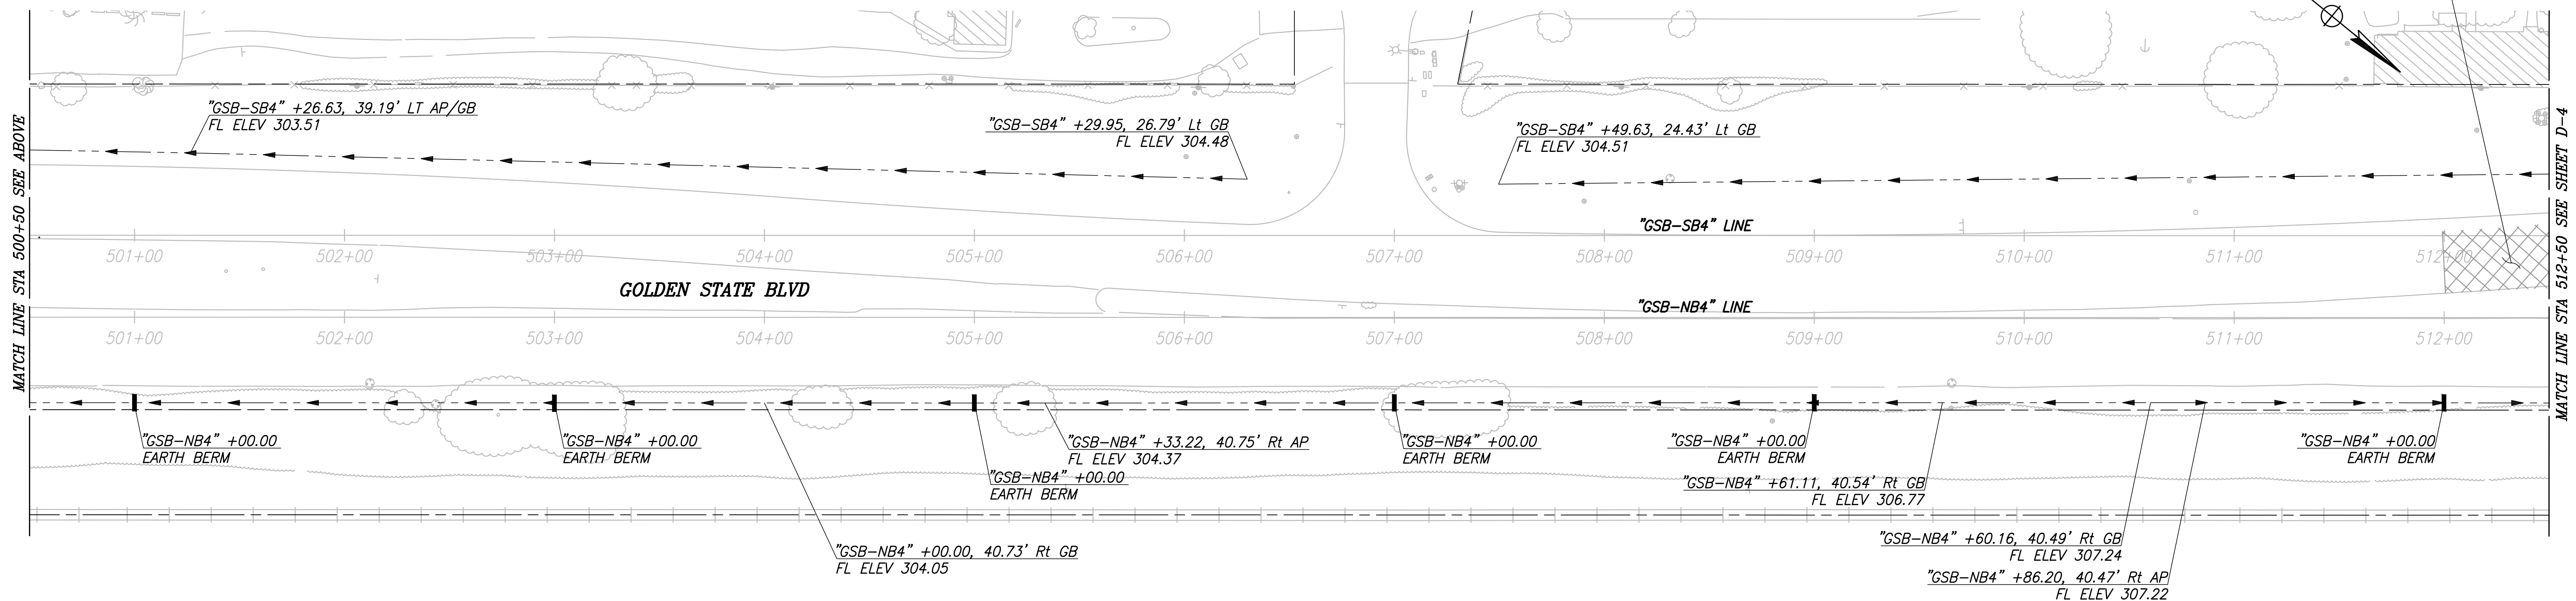 "GSB-SB4" +26.63, 39.19' LT AP/GB
FL ELEV 303.51
"GSB-SB4" +29.95, 26.79' Lt GB
FL ELEV 304.48
"GSB-SB4" +49.63, 24.43' Lt GB
FL ELEV 304.51
MATCH LINE STA 500+50 SEE ABOVE
MATCH LINE STA 512+50 SEE SHEET D-4
"GSB-SB4" LINE
501+00 502+00 503+00 504+00 505+00 506+00 507+00 508+00 509+00 510+00 511+00 512+00
GOLDEN STATE BLVD
"GSB-NB4" LINE
501+00 502+00 503+00 504+00 505+00 506+00 507+00 508+00 509+00 510+00 511+00 512+00
"GSB-NB4" +00.00
EARTH BERM
"GSB-NB4" +00.00
EARTH BERM
"GSB-NB4" +33.22, 40.75' Rt AP
FL ELEV 304.37
"GSB-NB4" +00.00
EARTH BERM
"GSB-NB4" +00.00
EARTH BERM
"GSB-NB4" +00.00
EARTH BERM
"GSB-NB4" +00.00
EARTH BERM
"GSB-NB4" +61.11, 40.54' Rt GB
FL ELEV 306.77
"GSB-NB4" +00.00, 40.73' Rt GB
FL ELEV 304.05
"GSB-NB4" +60.16, 40.49' Rt GB
FL ELEV 307.24
"GSB-NB4" +86.20, 40.47' Rt AP
FL ELEV 307.22